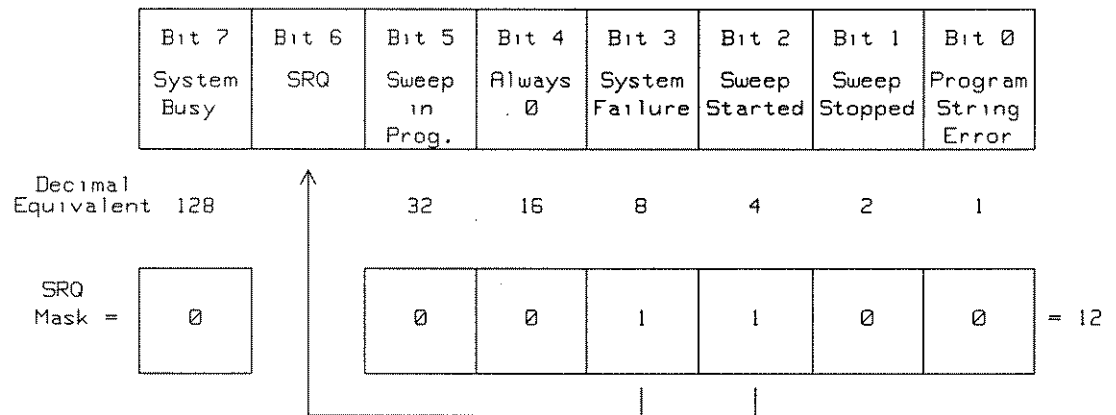 Bit 7 Bit 6 Bit 5 Bit 4 Bit 3 Bit 2 Bit 1 Bit 0
System SRQ Sweep Always System Sweep Sweep Program
Busy in 0 Failure Started Stopped String
Prog. Error
Decimal
Equivalent 128 32 16 8 4 2 1
SRQ
Mask = 0 0 0 1 1 0 0 = 12